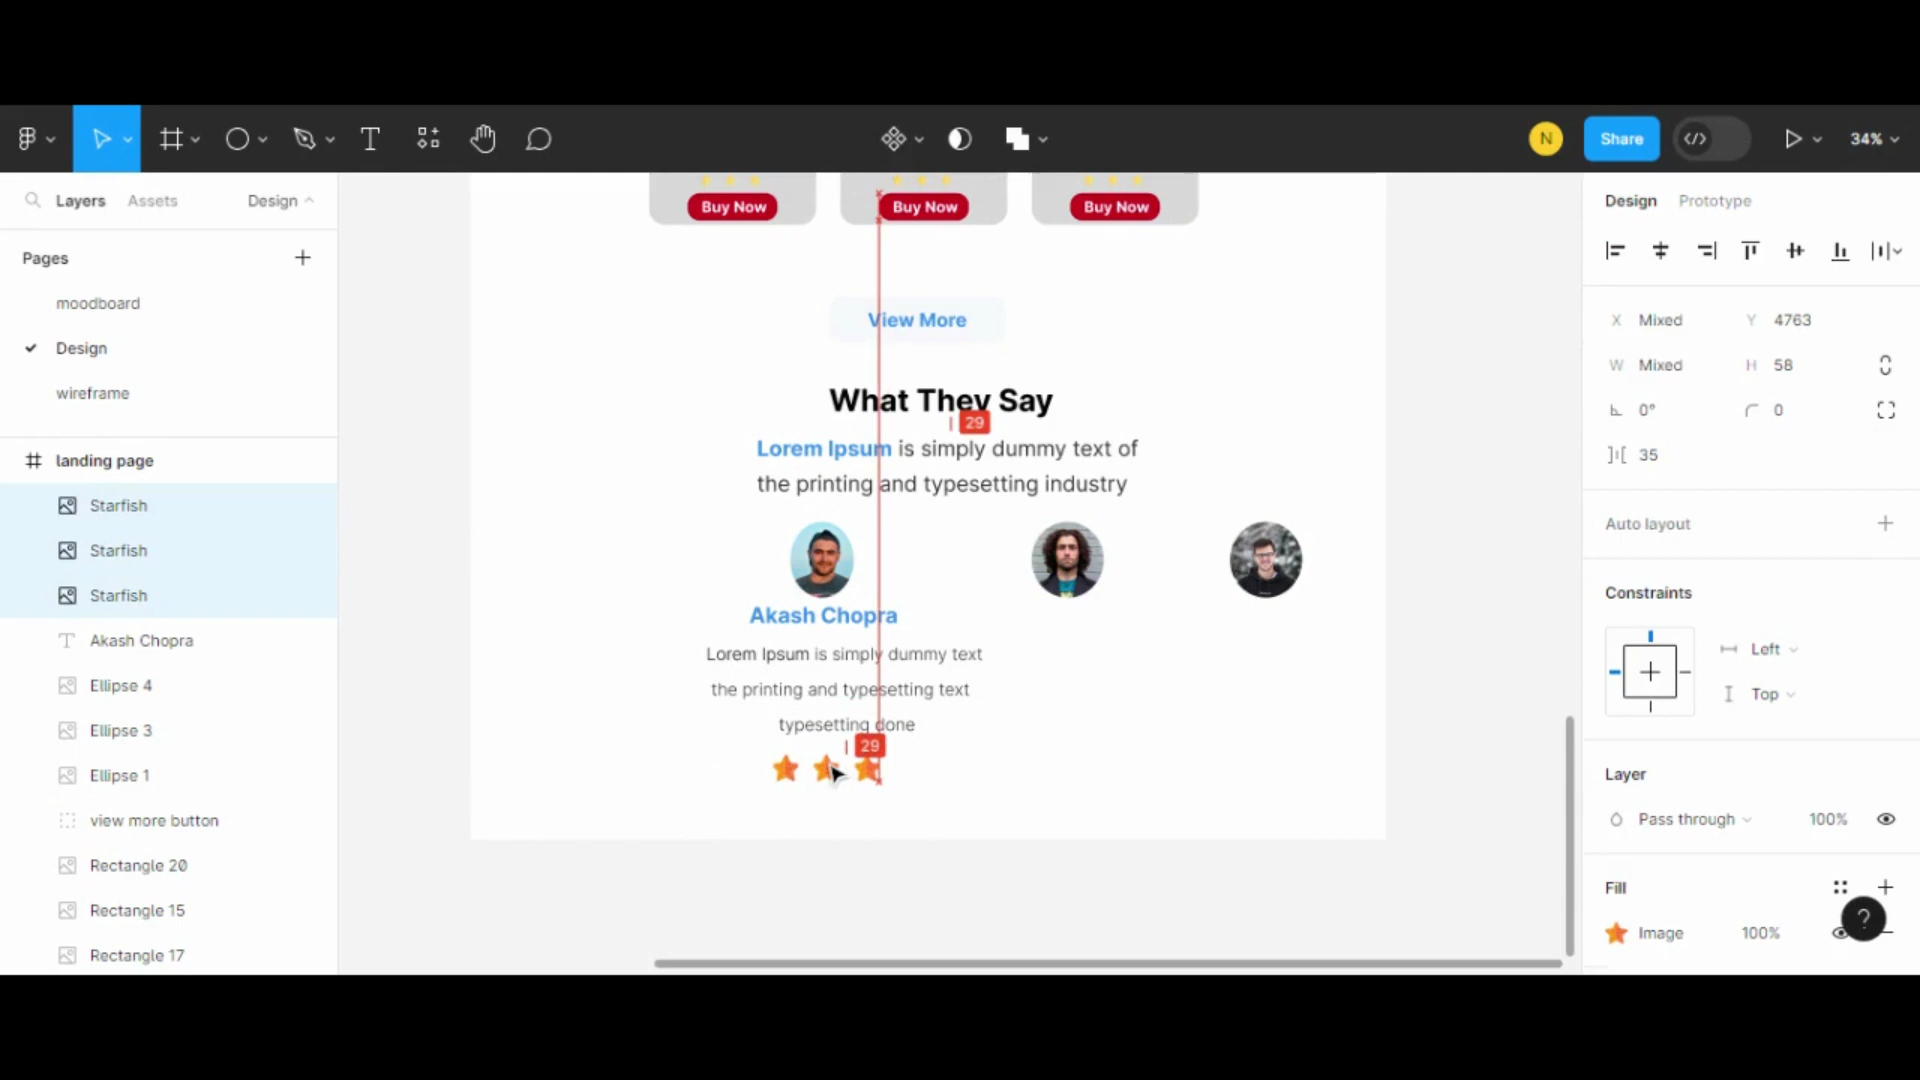 N
Share
</>
34%
Layers
Assets
Design
Pages
moodboard
Design
wireframe
landing page
Starfish
Starfish
Starfish
Akash Chopra
Ellipse 4
Ellipse 3
Ellipse 1
view more button
Rectangle 20
Rectangle 15
Rectangle 17
Buy Now
Buy Now
Buy Now
View More
What They Say
29
Lorem Ipsum is simply dummy text of
the printing and typesetting industry
Akash Chopra
Lorem Ipsum is simply dummy text
the printing and typesetting text
typesetting done
29
Design
Prototype
X Mixed Y 4763
W Mixed H 58
0° 0
35
Auto layout
Constraints
Left
Top
Layer
Pass through 100%
Fill
Image 100%
?